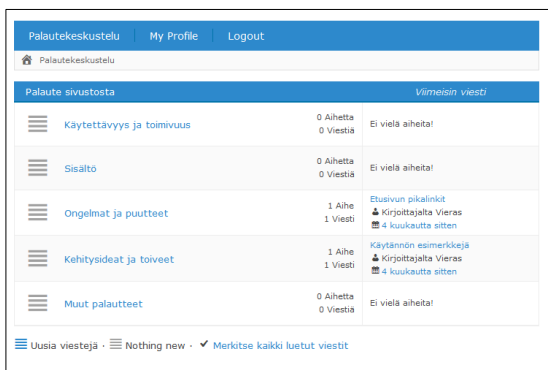 Palautekeskustelu My Profile Logout
Palautekeskustelu
Palaute sivustosta Viimeisin viesti
Käytettävyys ja toimivuus
0 Aihetta
0 Viestiä
Ei vielä aiheita!
Sisältö
0 Aihetta
0 Viestiä
Ei vielä aiheita!
Ongelmat ja puutteet
1 Aihe
1 Viesti
Etusivun pikalinkit
Kirjoittajalta Vieras
4 kuukautta sitten
Kehitysideat ja toiveet
1 Aihe
1 Viesti
Käytännön esimerkkejä
Kirjoittajalta Vieras
4 kuukautta sitten
Muut palautteet
0 Aihetta
0 Viestiä
Ei vielä aiheita!
Uusia viestejä · Nothing new · Merkitse kaikki luetut viestit